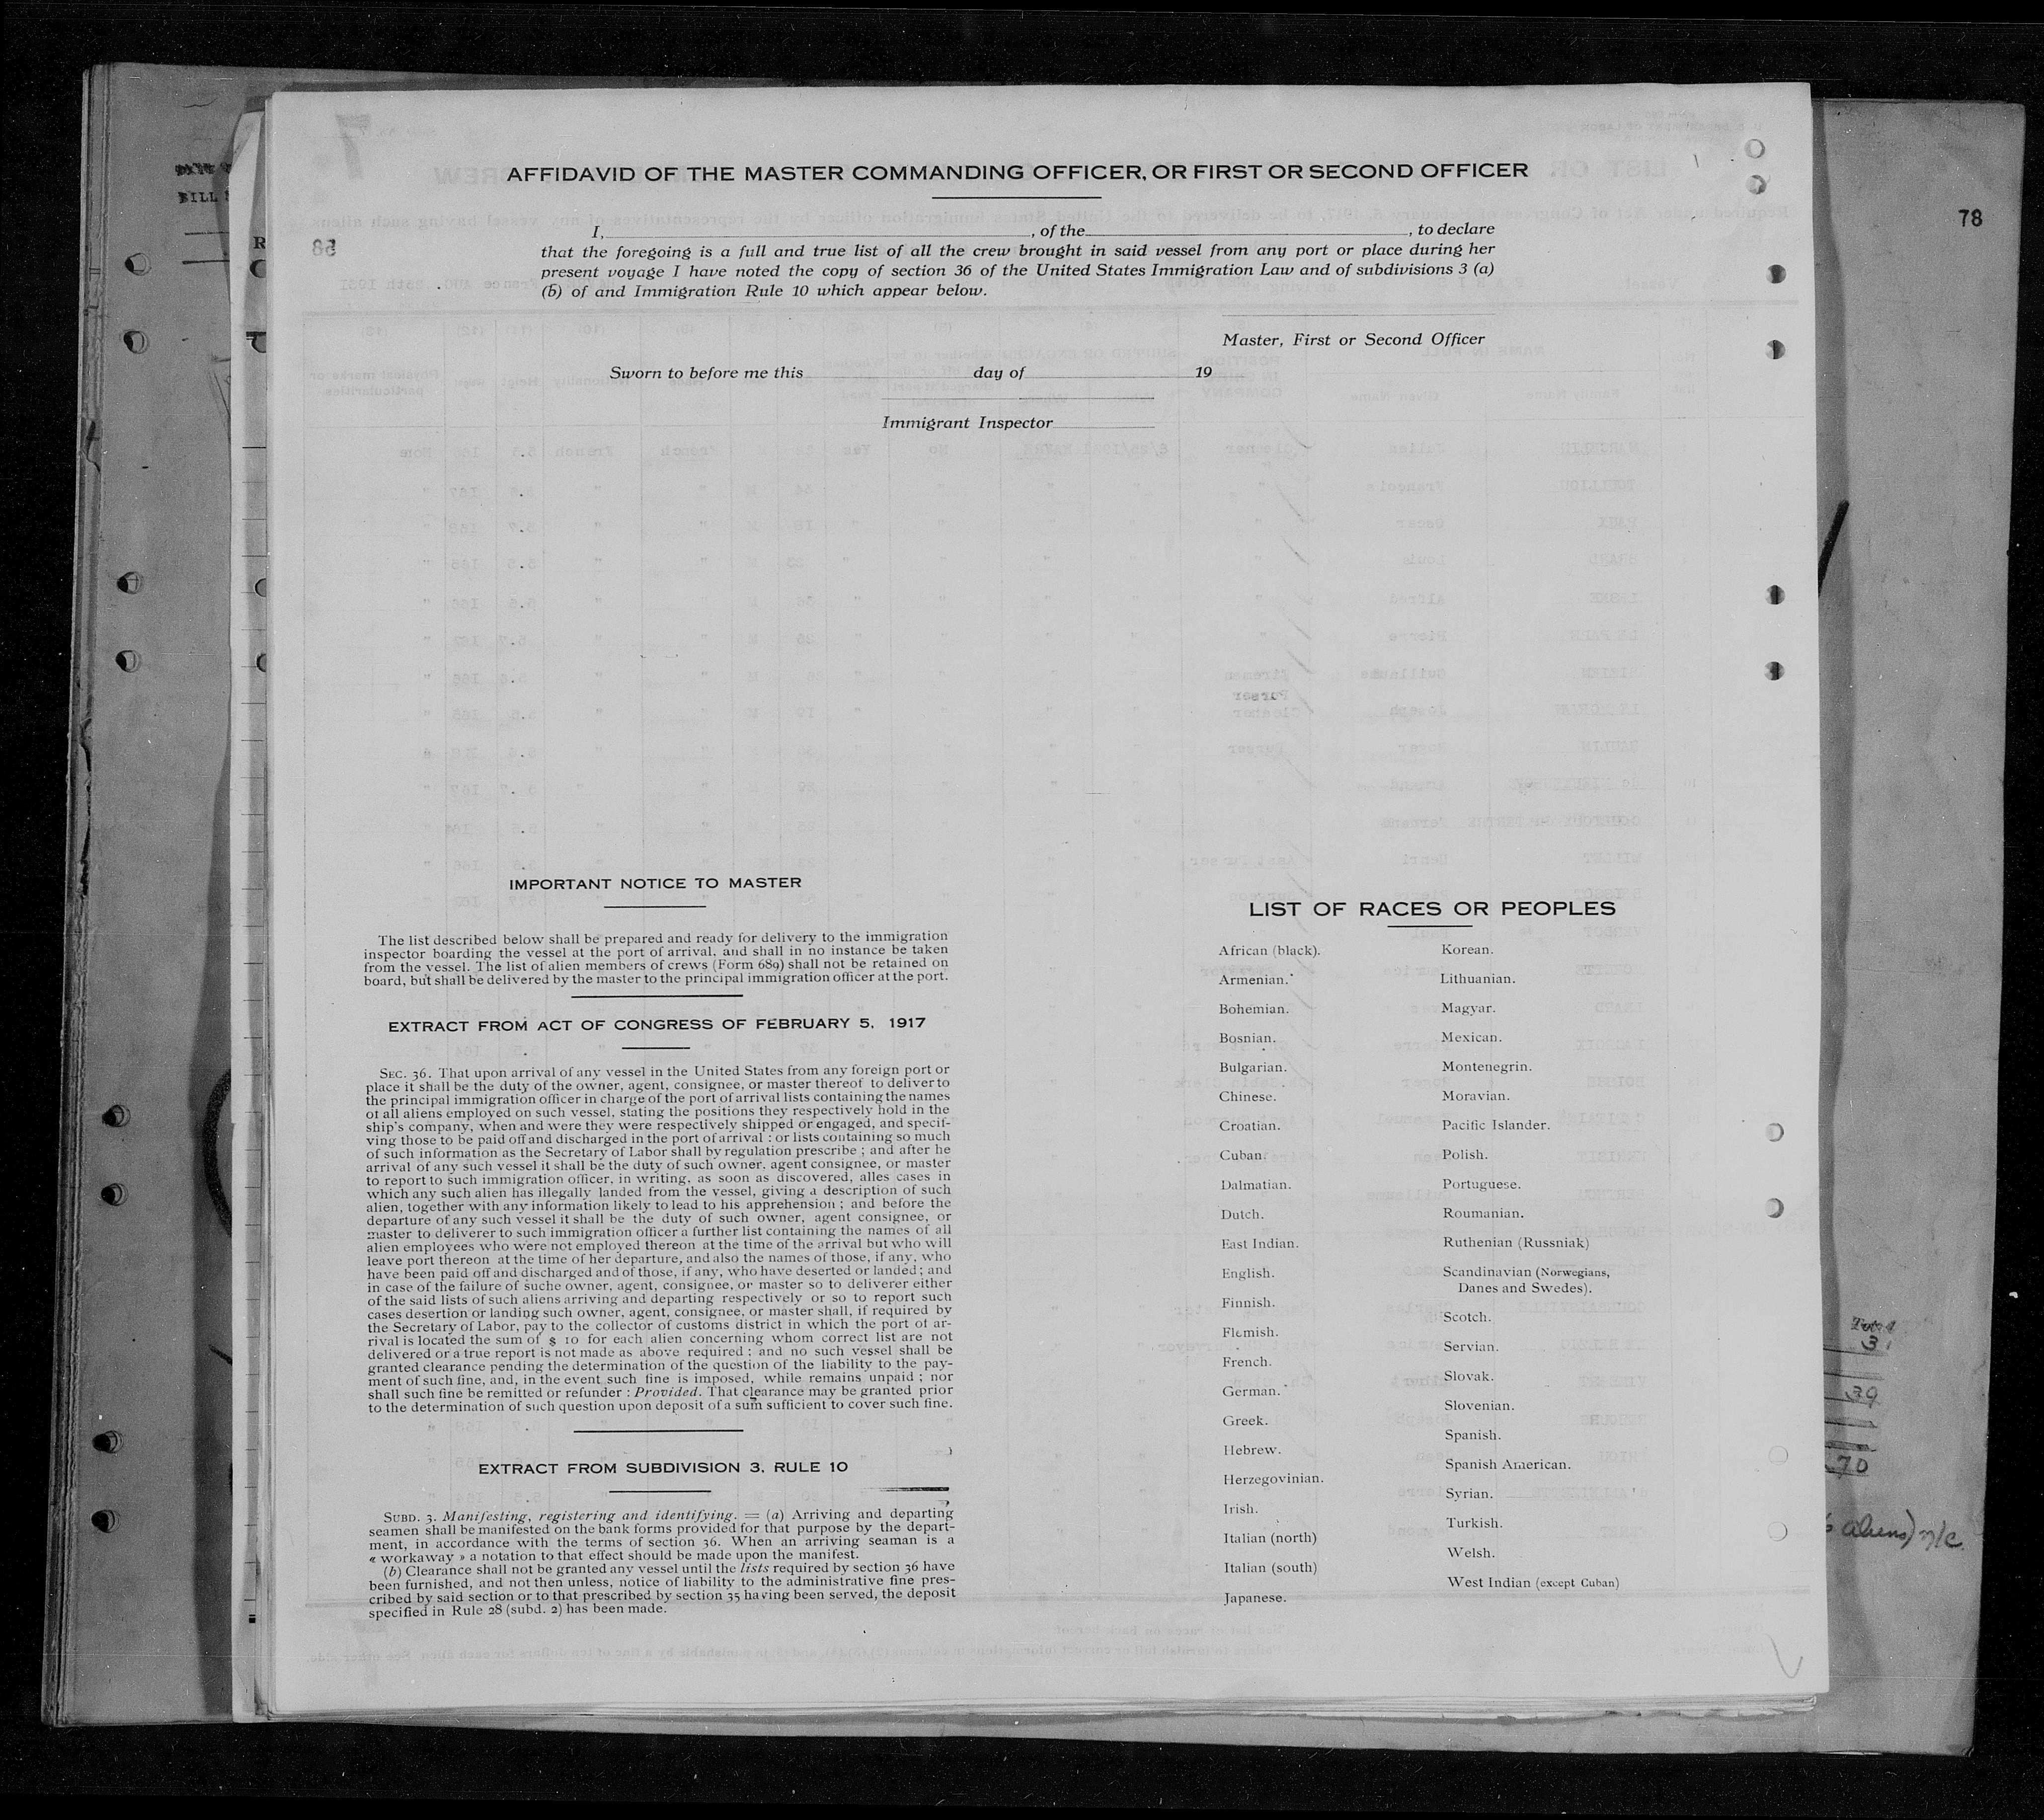 AFFIDAVID OF THE MASTER COMMANDING OFFICER, OR FIRST OR SECOND OFFICER
78
I, , of the , to declare
that the foregoing is a full and true list of all the crew brought in said vessel from any port or place during her
present voyage I have noted the copy of section 36 of the United States Immigration Law and of subdivisions 3 (a)
(b) of and Immigration Rule 10 which appear below.
Master, First or Second Officer
Sworn to before me this day of 19
Immigrant Inspector
IMPORTANT NOTICE TO MASTER
The list described below shall be prepared and ready for delivery to the immigration
inspector boarding the vessel at the port of arrival, and shall in no instance be taken
from the vessel. The list of alien members of crews (Form 689) shall not be retained on
board, but shall be delivered by the master to the principal immigration officer at the port.
EXTRACT FROM ACT OF CONGRESS OF FEBRUARY 5, 1917
SEC. 36. That upon arrival of any vessel in the United States from any foreign port or
place it shall be the duty of the owner, agent, consignee, or master thereof to deliver to
the principal immigration officer in charge of the port of arrival lists containing the names
of all aliens employed on such vessel, stating the positions they respectively hold in the
ship's company, when and were they were respectively shipped or engaged, and specif-
ving those to be paid off and discharged in the port of arrival : or lists containing so much
of such information as the Secretary of Labor shall by regulation prescribe ; and after he
arrival of any such vessel it shall be the duty of such owner. agent consignee, or master
to report to such immigration officer, in writing, as soon as discovered, alles cases in
which any such alien has illegally landed from the vessel, giving a description of such
alien, together with any information likely to lead to his apprehension ; and before the
departure of any such vessel it shall be the duty of such owner, agent consignee, or
master to deliverer to such immigration officer a further list containing the names of all
alien employees who were not employed thereon at the time of the arrival but who will
leave port thereon at the time of her departure, and also the names of those, if any, who
have been paid off and discharged and of those, if any, who have deserted or landed ; and
in case of the failure of suche owner, agent, consignee, or master so to deliverer either
of the said lists of such aliens arriving and departing respectively or so to report such
cases desertion or landing such owner, agent, consignee, or master shall, if required by
the Secretary of Labor, pay to the collector of customs district in which the port of ar-
rival is located the sum of $ 10 for each alien concerning whom correct list are not
delivered or a true report is not made as above required ; and no such vessel shall be
granted clearance pending the determination of the question of the liability to the pay-
ment of such fine, and, in the event such fine is imposed, while remains unpaid ; nor
shall such fine be remitted or refunder : Provided. That clearance may be granted prior
to the determination of such question upon deposit of a sum sufficient to cover such fine.
EXTRACT FROM SUBDIVISION 3, RULE 10
SUBD. 3. Manifesting, registering and identifying. = (a) Arriving and departing
seamen shall be manifested on the bank forms provided for that purpose by the depart-
ment, in accordance with the terms of section 36. When an arriving seaman is a
« workaway » a notation to that effect should be made upon the manifest.
(b) Clearance shall not be granted any vessel until the lists required by section 36 have
been furnished, and not then unless, notice of liability to the administrative fine pres-
cribed by said section or to that prescribed by section 35 having been served, the deposit
specified in Rule 28 (subd. 2) has been made.
LIST OF RACES OR PEOPLES
African (black).
Armenian.
Bohemian.
Bosnian.
Bulgarian.
Chinese.
Croatian.
Cuban.
Dalmatian.
Dutch.
East Indian.
English.
Finnish.
Flemish.
French.
German.
Greek.
Hebrew.
Herzegovinian.
Irish.
Italian (north)
Italian (south)
Japanese.
Korean.
Lithuanian.
Magyar.
Mexican.
Montenegrin.
Moravian.
Pacific Islander.
Polish.
Portuguese.
Roumanian.
Ruthenian (Russniak)
Scandinavian (Norwegians,
Danes and Swedes).
Scotch.
Servian.
Slovak.
Slovenian.
Spanish.
Spanish American.
Syrian.
Turkish.
Welsh.
West Indian (except Cuban)
Total
3
39
70
aliens) n/c